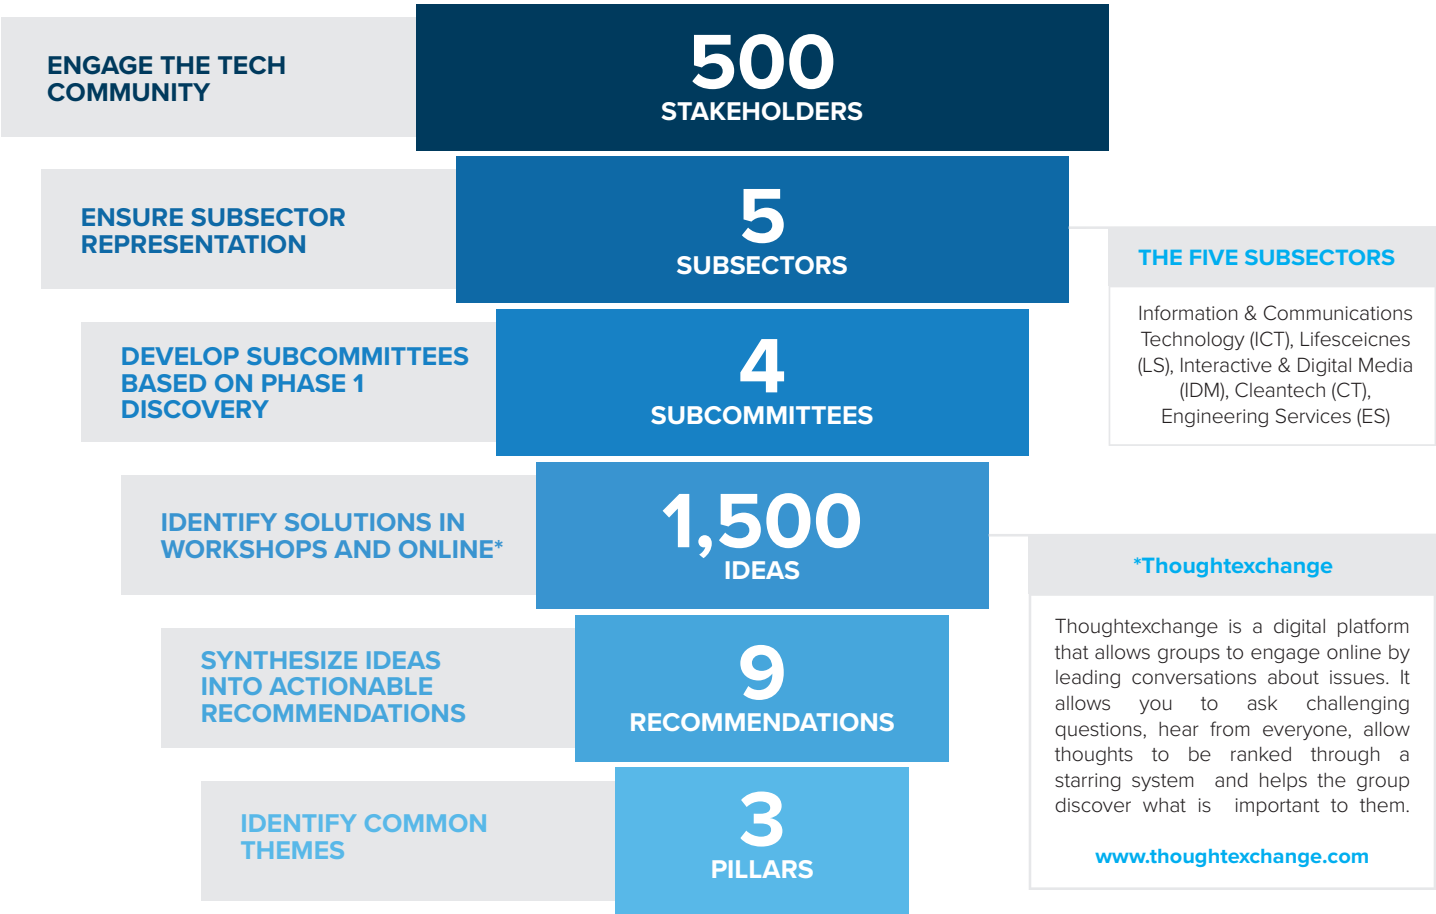 ENGAGE THE TECH
COMMUNITY
500
STAKEHOLDERS
ENSURE SUBSECTOR
REPRESENTATION
5
SUBSECTORS
THE FIVE SUBSECTORS
Information & Communications
Technology (ICT), Lifesceicnes
(LS), Interactive & Digital Media
(IDM), Cleantech (CT),
Engineering Services (ES)
DEVELOP SUBCOMMITTEES
BASED ON PHASE 1
DISCOVERY
4
SUBCOMMITTEES
IDENTIFY SOLUTIONS IN
WORKSHOPS AND ONLINE*
1,500
IDEAS
*Thoughtexchange
Thoughtexchange is a digital platform
that allows groups to engage online by
leading conversations about issues. It
allows you to ask challenging
questions, hear from everyone, allow
thoughts to be ranked through a
starring system and helps the group
discover what is important to them.
www.thoughtexchange.com
SYNTHESIZE IDEAS
INTO ACTIONABLE
RECOMMENDATIONS
9
RECOMMENDATIONS
IDENTIFY COMMON
THEMES
3
PILLARS